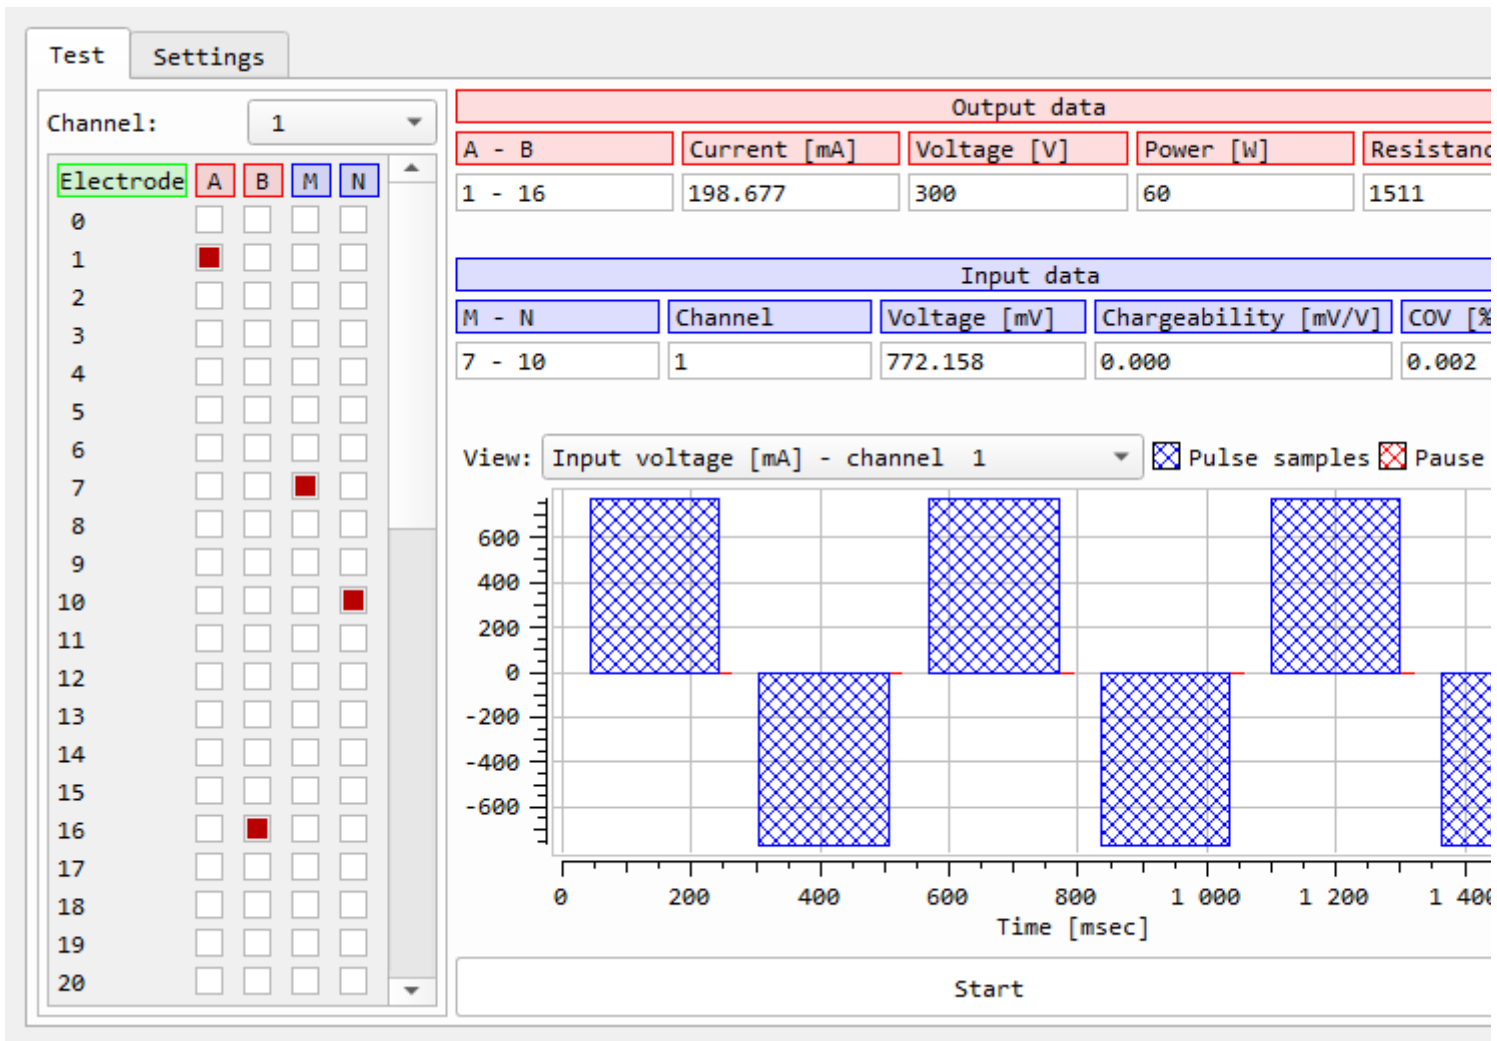 Test Settings
Channel: 1
Electrode A B M N
0
1
2
3
4
5
6
7
8
9
10
11
12
13
14
15
16
17
18
19
20
Output data
A - B Current [mA] Voltage [V] Power [W] Resistanc
1 - 16 198.677 300 60 1511
Input data
M - N Channel Voltage [mV] Chargeability [mV/V] COV [%
7 - 10 1 772.158 0.000 0.002
View: Input voltage [mA] - channel 1 Pulse samples Pause
600
400
200
0
-200
-400
-600
0 200 400 600 800 1 000 1 200 1 400
Time [msec]
Start